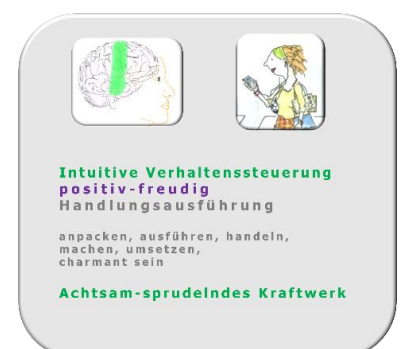 Intuitive Verhaltenssteuerung
positiv-freudig
Handlungsausführung
anpacken, ausführen, handeln,
machen, umsetzen,
charmant sein
Achtsam-sprudelndes Kraftwerk